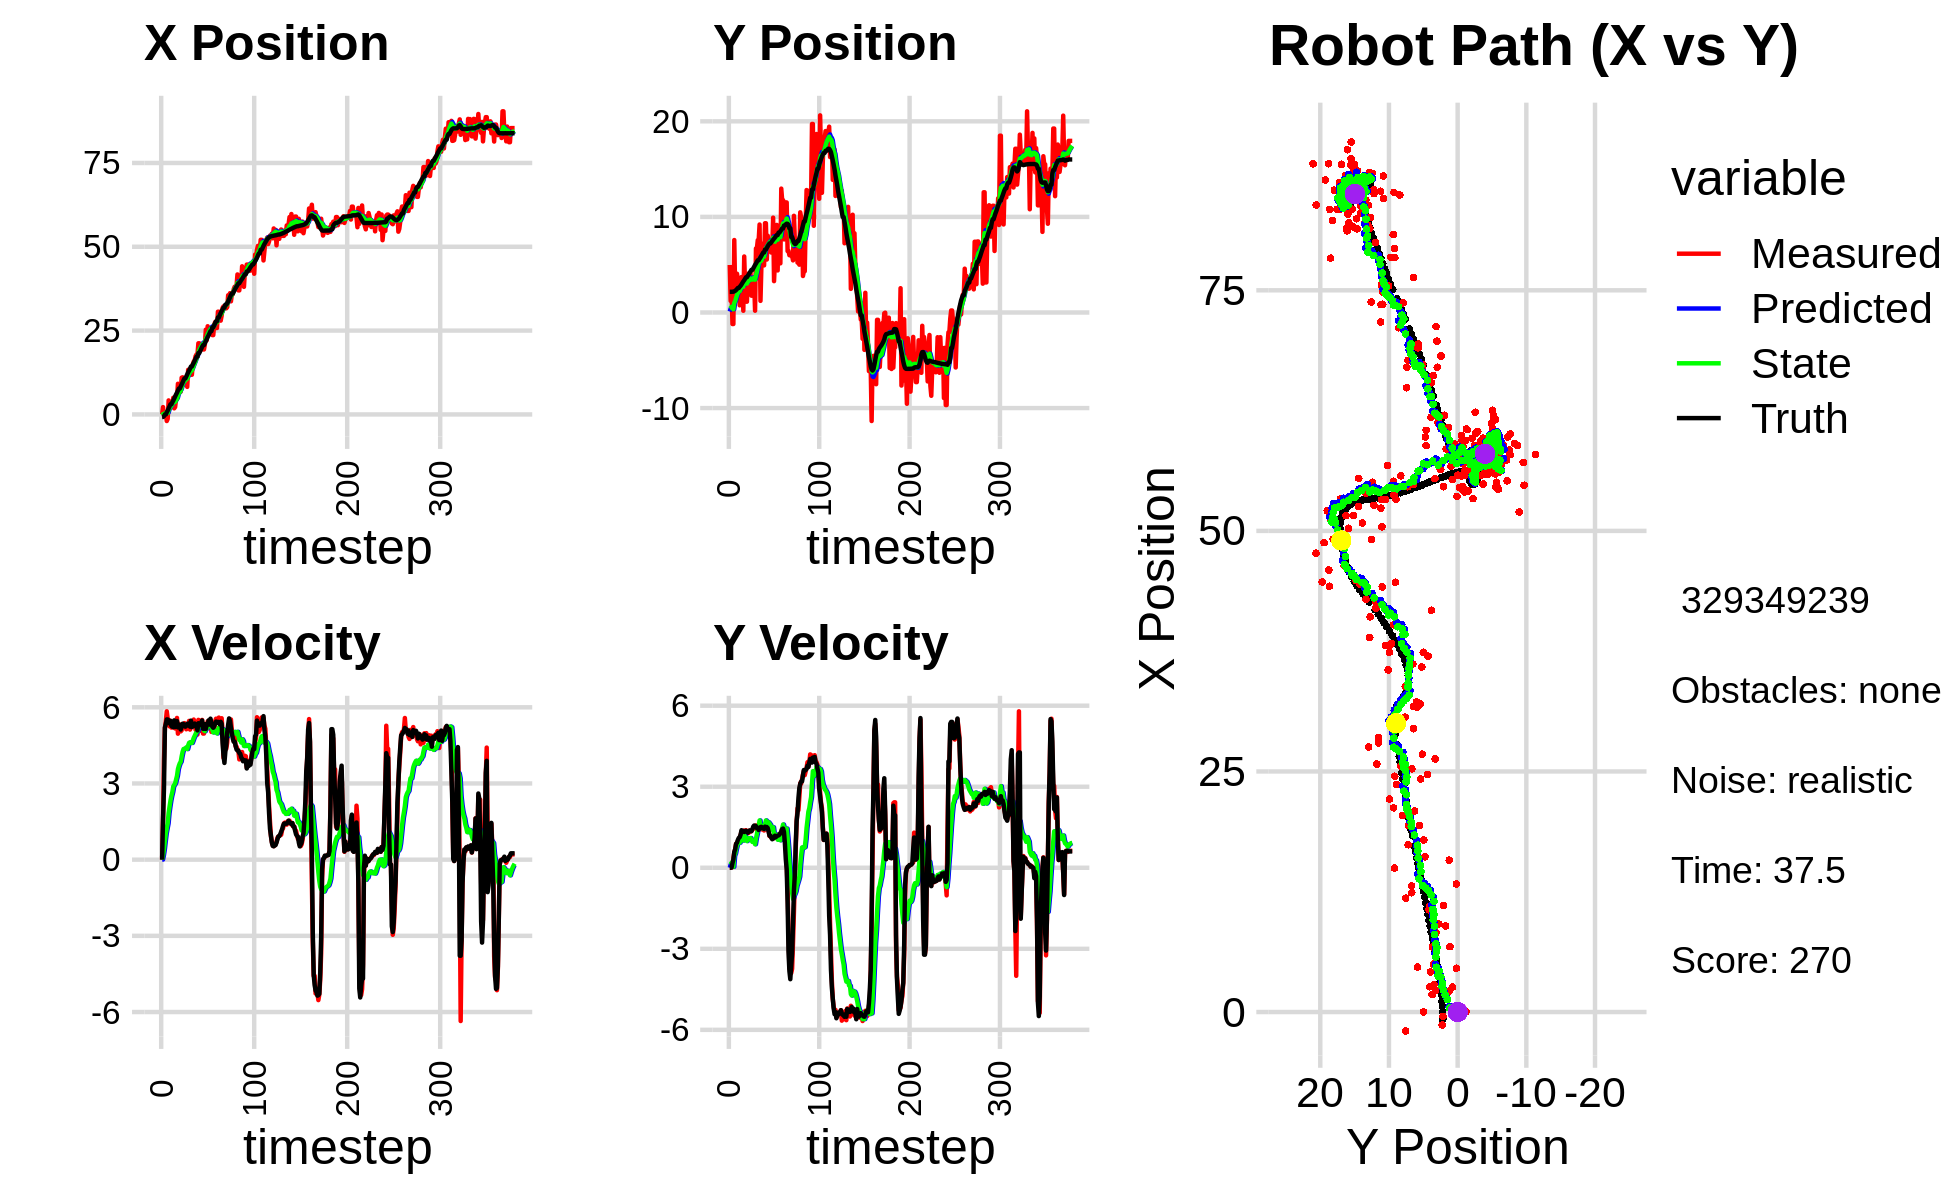 X Position
75
50
25
0
0
100
200
300
timestep
Y Position
20
10
0
-10
0
100
200
300
timestep
X Velocity
6
3
0
-3
-6
0
100
200
300
timestep
Y Velocity
6
3
0
-3
-6
0
100
200
300
timestep
Robot Path (X vs Y)
X Position
75
50
25
0
20 10 0 -10 -20
Y Position
variable
Measured
Predicted
State
Truth
329349239
Obstacles: none
Noise: realistic
Time: 37.5
Score: 270